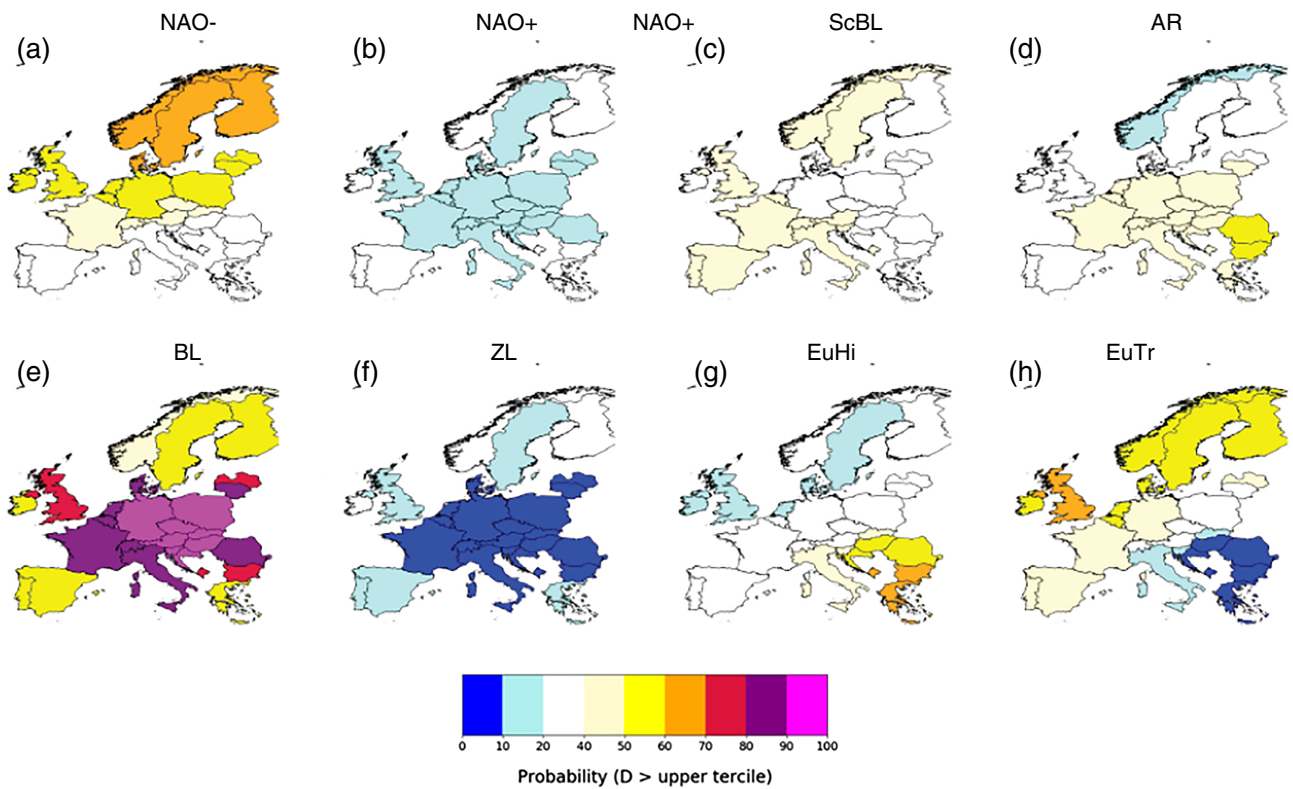 NAO- NAO+ NAO+ ScBL AR
(a) (b) (c) (d)
BL ZL EuHi EuTr
(e) (f) (g) (h)
0 10 20 40 50 60 70 80 90 100
Probability (D > upper tercile)